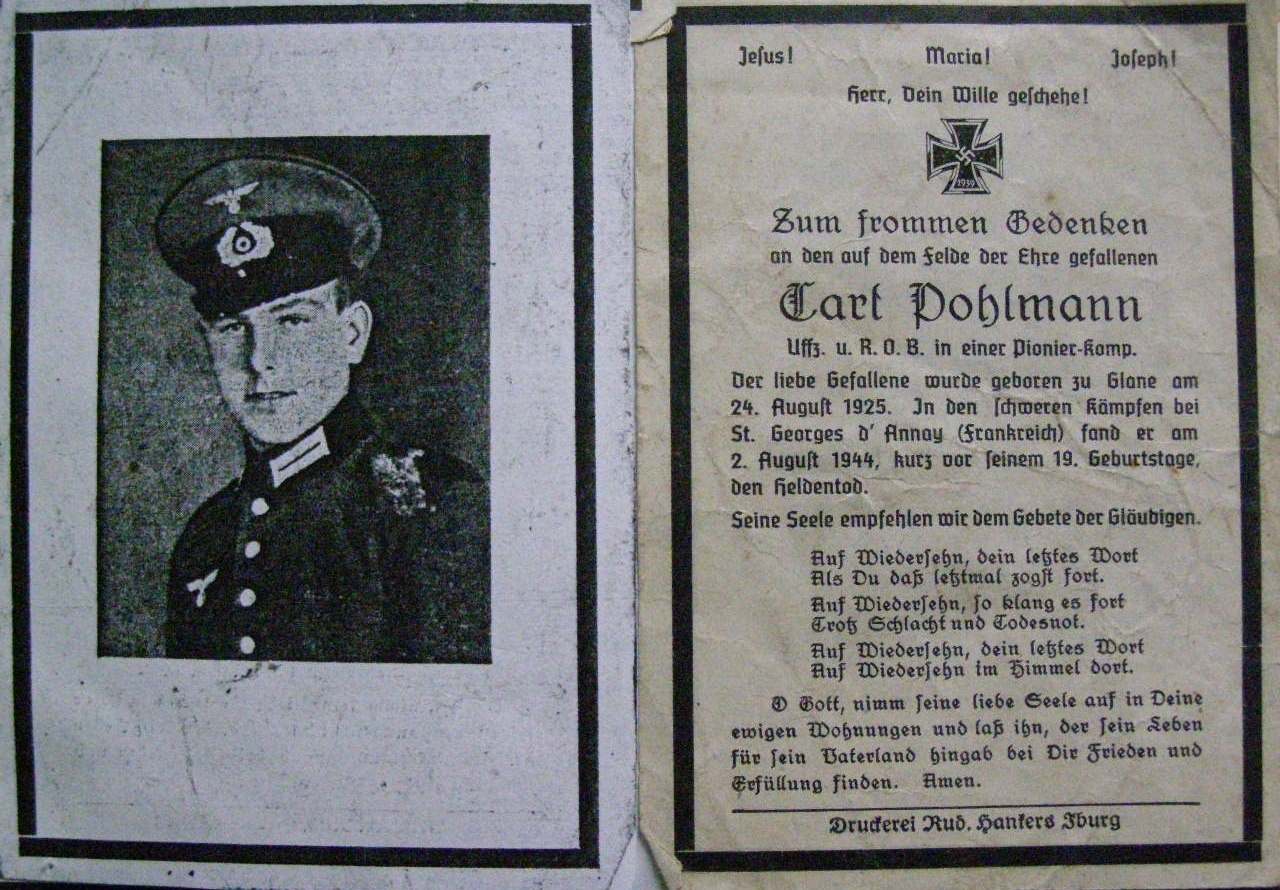 Jesus! Maria! Joseph!
Herr, Dein Wille geschehe!
1939
Zum frommen Gedenken
an den auf dem Felde der Ehre gefallenen
Carl Pohlmann
Uffz. u. R. O. B. in einer Pionier-Komp.
Der liebe Gefallene wurde geboren zu Glane am
24. August 1925. In den schweren Kämpfen bei
St. Georges d' Annay (Frankreich) fand er am
2. August 1944, kurz vor seinem 19. Geburtstage,
den Heldentod.
Seine Seele empfehlen wir dem Gebete der Gläubigen.
Auf Wiedersehn, dein letztes Wort
Als Du daß letztmal zogst fort.
Auf Wiedersehn, so klang es fort
Trotz Schlacht und Todesnot.
Auf Wiedersehn, dein letztes Wort
Auf Wiedersehn im Himmel dort.
O Gott, nimm seine liebe Seele auf in Deine
ewigen Wohnungen und laß ihn, der sein Leben
für sein Vaterland hingab bei Dir Frieden und
Erfüllung finden. Amen.
Druckerei Rud. Hankers Iburg